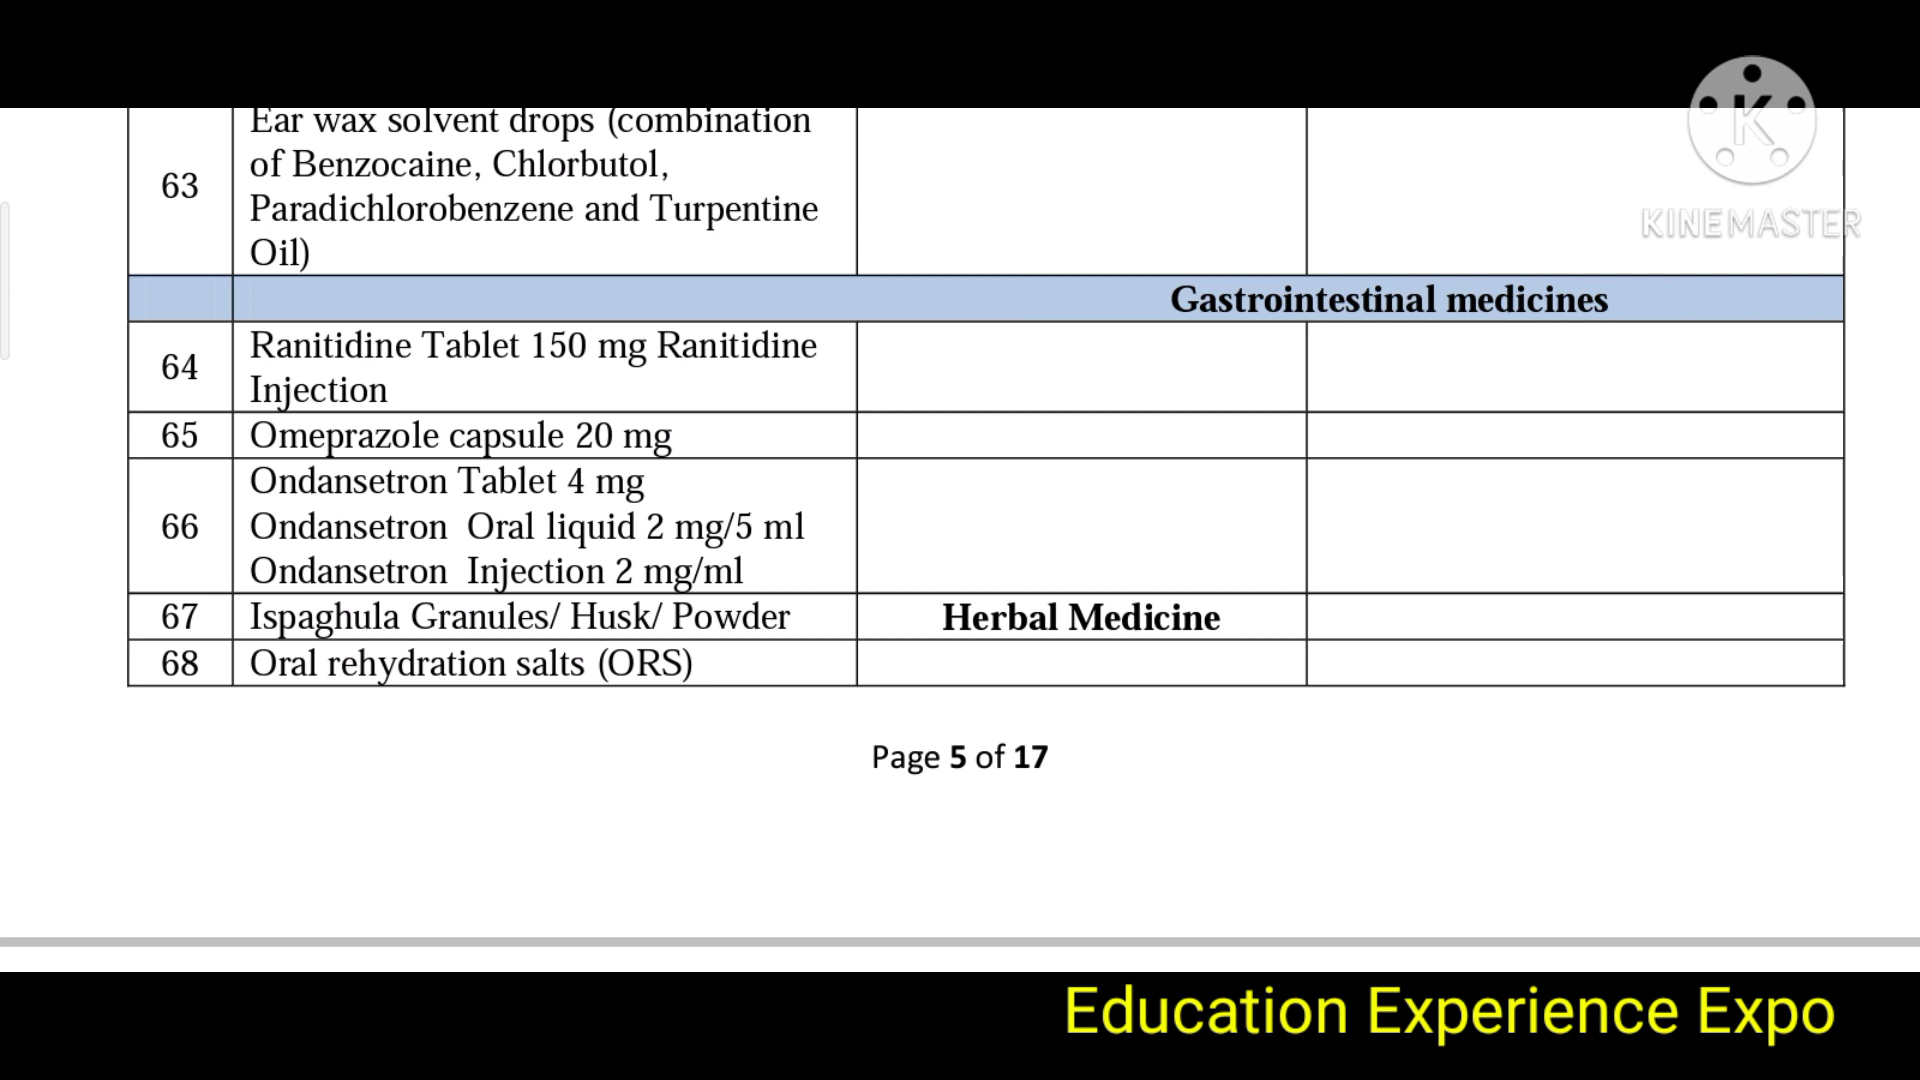 K
KINEMASTER
63
Ear wax solvent drops (combination
of Benzocaine, Chlorbutol,
Paradichlorobenzene and Turpentine
Oil)
Gastrointestinal medicines
64
Ranitidine Tablet 150 mg Ranitidine
Injection
65
Omeprazole capsule 20 mg
66
Ondansetron Tablet 4 mg
Ondansetron  Oral liquid 2 mg/5 ml
Ondansetron  Injection 2 mg/ml
67
Ispaghula Granules/ Husk/ Powder
Herbal Medicine
68
Oral rehydration salts (ORS)
Page 5 of 17
Education Experience Expo